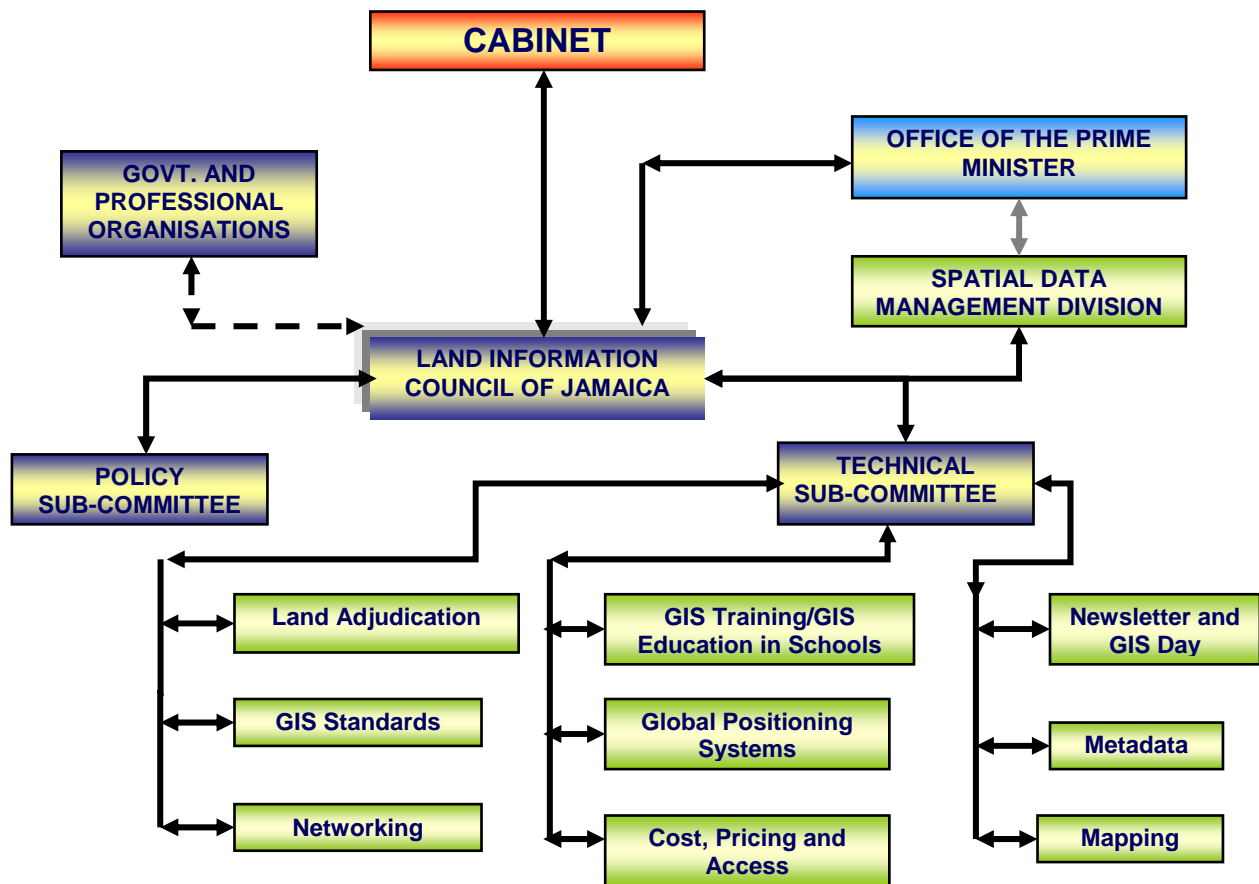 CABINET
OFFICE OF THE PRIME
MINISTER
GOVT. AND
PROFESSIONAL
ORGANISATIONS
SPATIAL DATA
MANAGEMENT DIVISION
LAND INFORMATION
COUNCIL OF JAMAICA
POLICY
SUB-COMMITTEE
TECHNICAL
SUB-COMMITTEE
Land Adjudication
GIS Standards
Networking
GIS Training/GIS
Education in Schools
Global Positioning
Systems
Cost, Pricing and
Access
Newsletter and
GIS Day
Metadata
Mapping